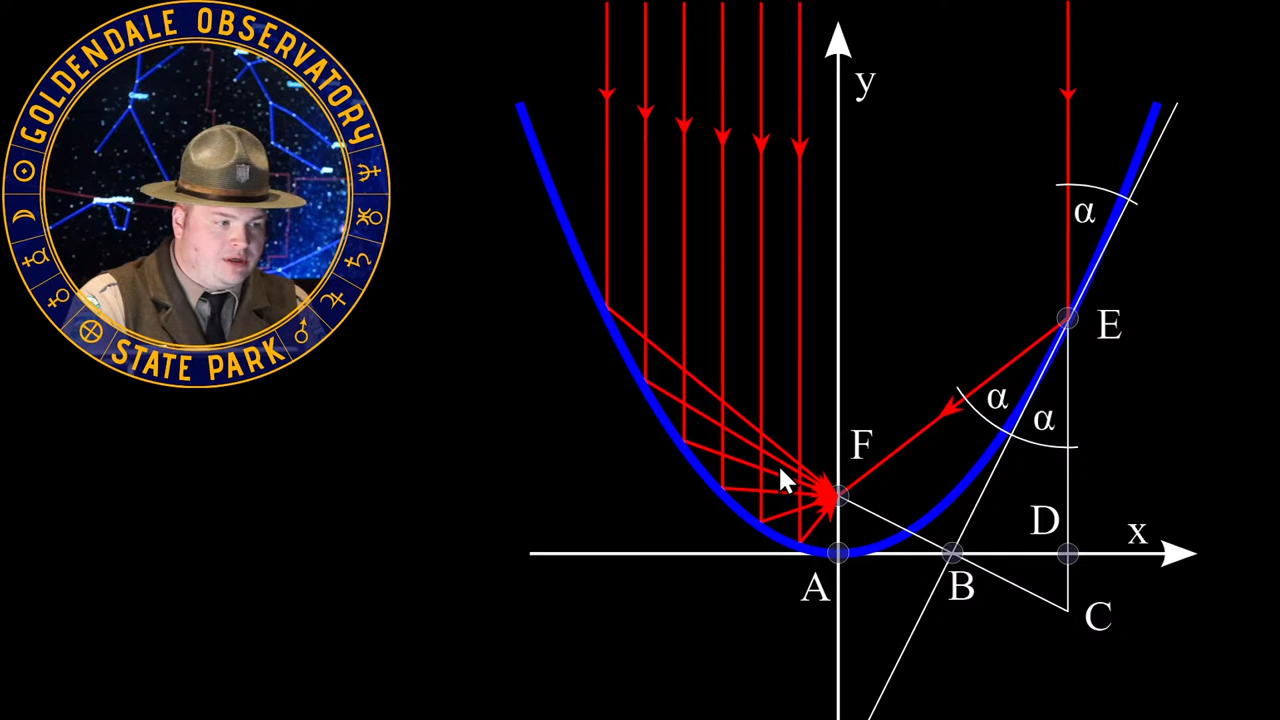 GOLDENDALE OBSERVATORY
STATE PARK
y
α
E
α
α
F
D
x
A
B
C